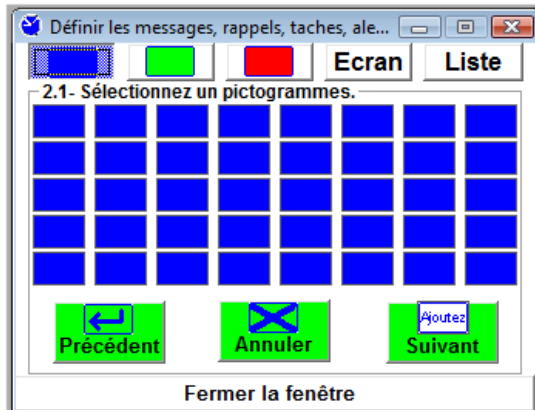 Définir les messages, rappels, taches, ale...
Ecran Liste
2.1- Sélectionnez un pictogrammes.
Ajoutez
Précédent Annuler Suivant
Fermer la fenêtre